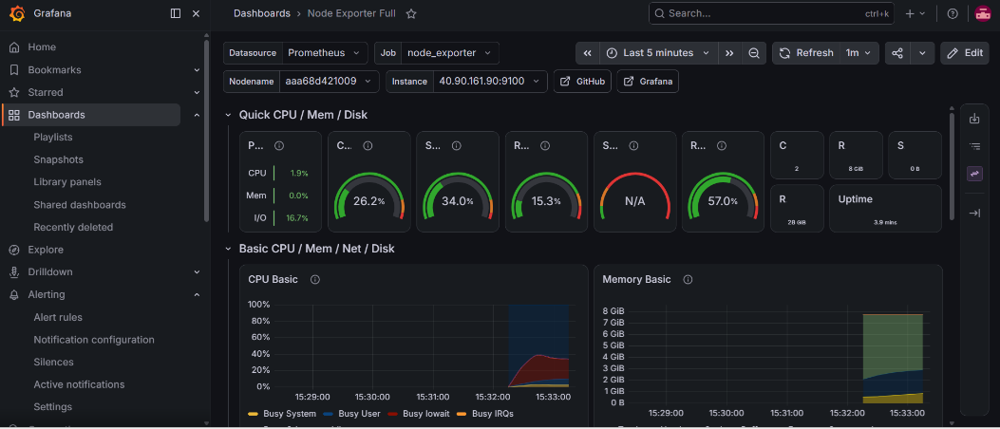 Grafana
Dashboards › Node Exporter Full
Search... ctrl+k
Home
Bookmarks
Starred
Dashboards
Playlists
Snapshots
Library panels
Shared dashboards
Recently deleted
Explore
Drilldown
Alerting
Alert rules
Notification configuration
Silences
Active notifications
Settings
Datasource Prometheus Job node_exporter
Last 5 minutes Refresh 1m Edit
Nodename aaa68d421009 Instance 40.90.161.90:9100 GitHub Grafana
Quick CPU / Mem / Disk
P... C... S... R... S... R... C R S
CPU 1.9%
Mem 0.0%
I/O 16.7%
26.2%
34.0%
15.3%
N/A
57.0%
2 8 GiB 0 B
R Uptime
28 GiB 3.9 mins
Basic CPU / Mem / Net / Disk
CPU Basic
100%
80%
60%
40%
20%
0%
15:29:00 15:30:00 15:31:00 15:32:00 15:33:00
Busy System Busy User Busy Iowait Busy IRQs
Memory Basic
8 GiB
7 GiB
6 GiB
5 GiB
4 GiB
3 GiB
2 GiB
1 GiB
0 B
15:29:00 15:30:00 15:31:00 15:32:00 15:33:00